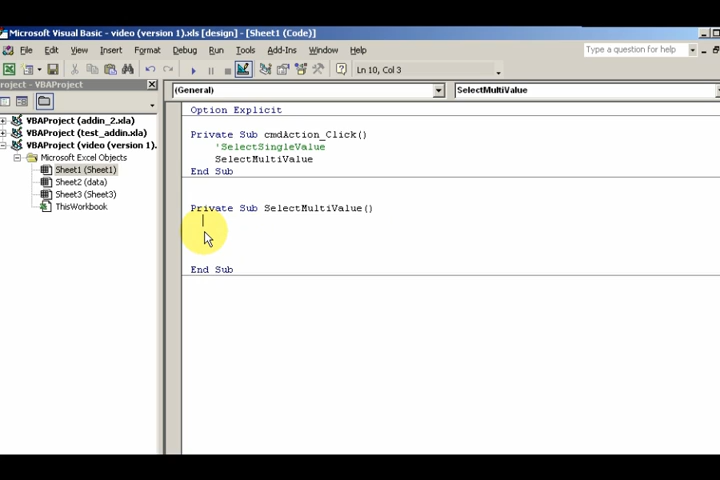 Microsoft Visual Basic - video (version 1).xls [design] - [Sheet1 (Code)]
File Edit View Insert Format Debug Run Tools Add-Ins Window Help
Type a question for help
Ln 10, Col 3
roject - VBAProject
(General)
SelectMultiValue
VBAProject (addin_2.xla)
VBAProject (test_addin.xla)
VBAProject (video (version 1).
Microsoft Excel Objects
Sheet1 (Sheet1)
Sheet2 (data)
Sheet3 (Sheet3)
ThisWorkbook
Option Explicit
Private Sub cmdAction_Click()
'SelectSingleValue
SelectMultiValue
End Sub
Private Sub SelectMultiValue()
End Sub